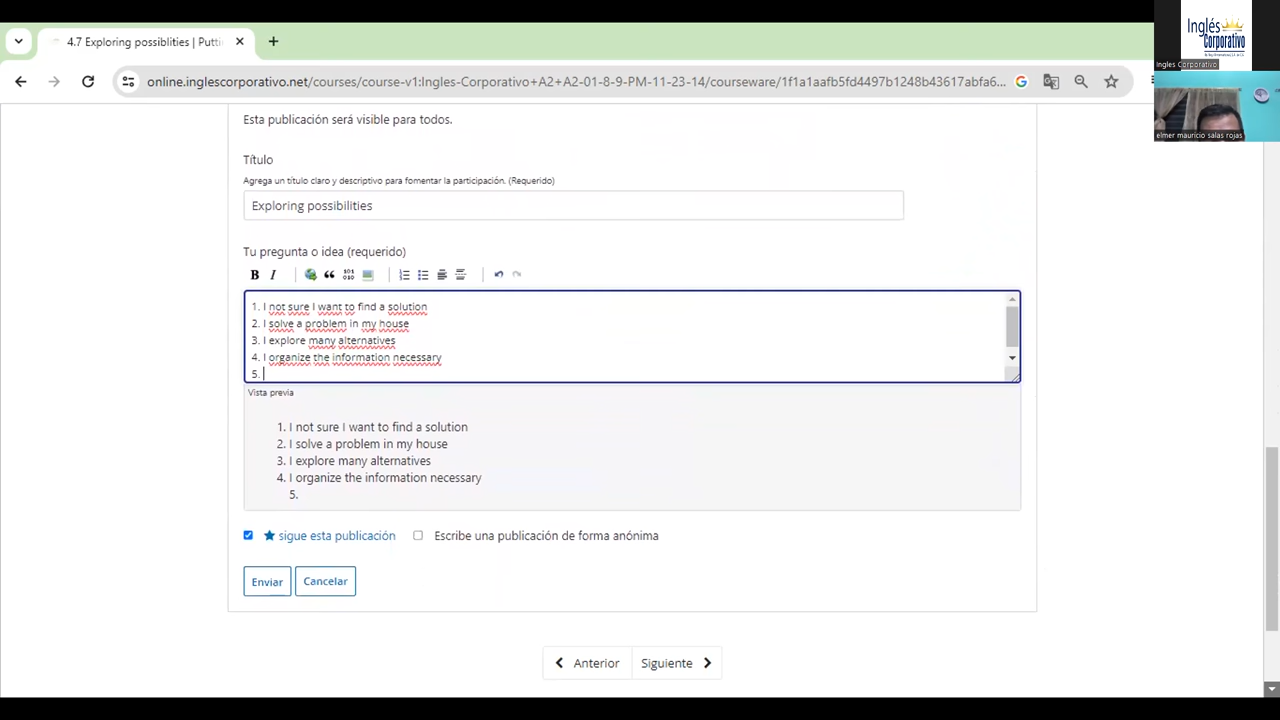 4.7 Exploring possiblities | Putti
online.inglescorporativo.net/courses/course-v1:Ingles-Corporativo+A2+A2-01-8-9-PM-11-23-14/courseware/1f1a1aafb5fd4497b1248b43617abfa6...
Inglés
Corporativo
Ingles Corporativo
elmer mauricio salas rojas
Esta publicación será visible para todos.
Título
Agrega un título claro y descriptivo para fomentar la participación. (Requerido)
Exploring possibilities
Tu pregunta o idea (requerido)
B I
1. I not sure I want to find a solution
2. I solve a problem in my house
3. I explore many alternatives
4. I organize the information necessary
5.
Vista previa
1. I not sure I want to find a solution
2. I solve a problem in my house
3. I explore many alternatives
4. I organize the information necessary
5.
sigue esta publicación Escribe una publicación de forma anónima
Enviar Cancelar
Anterior Siguiente